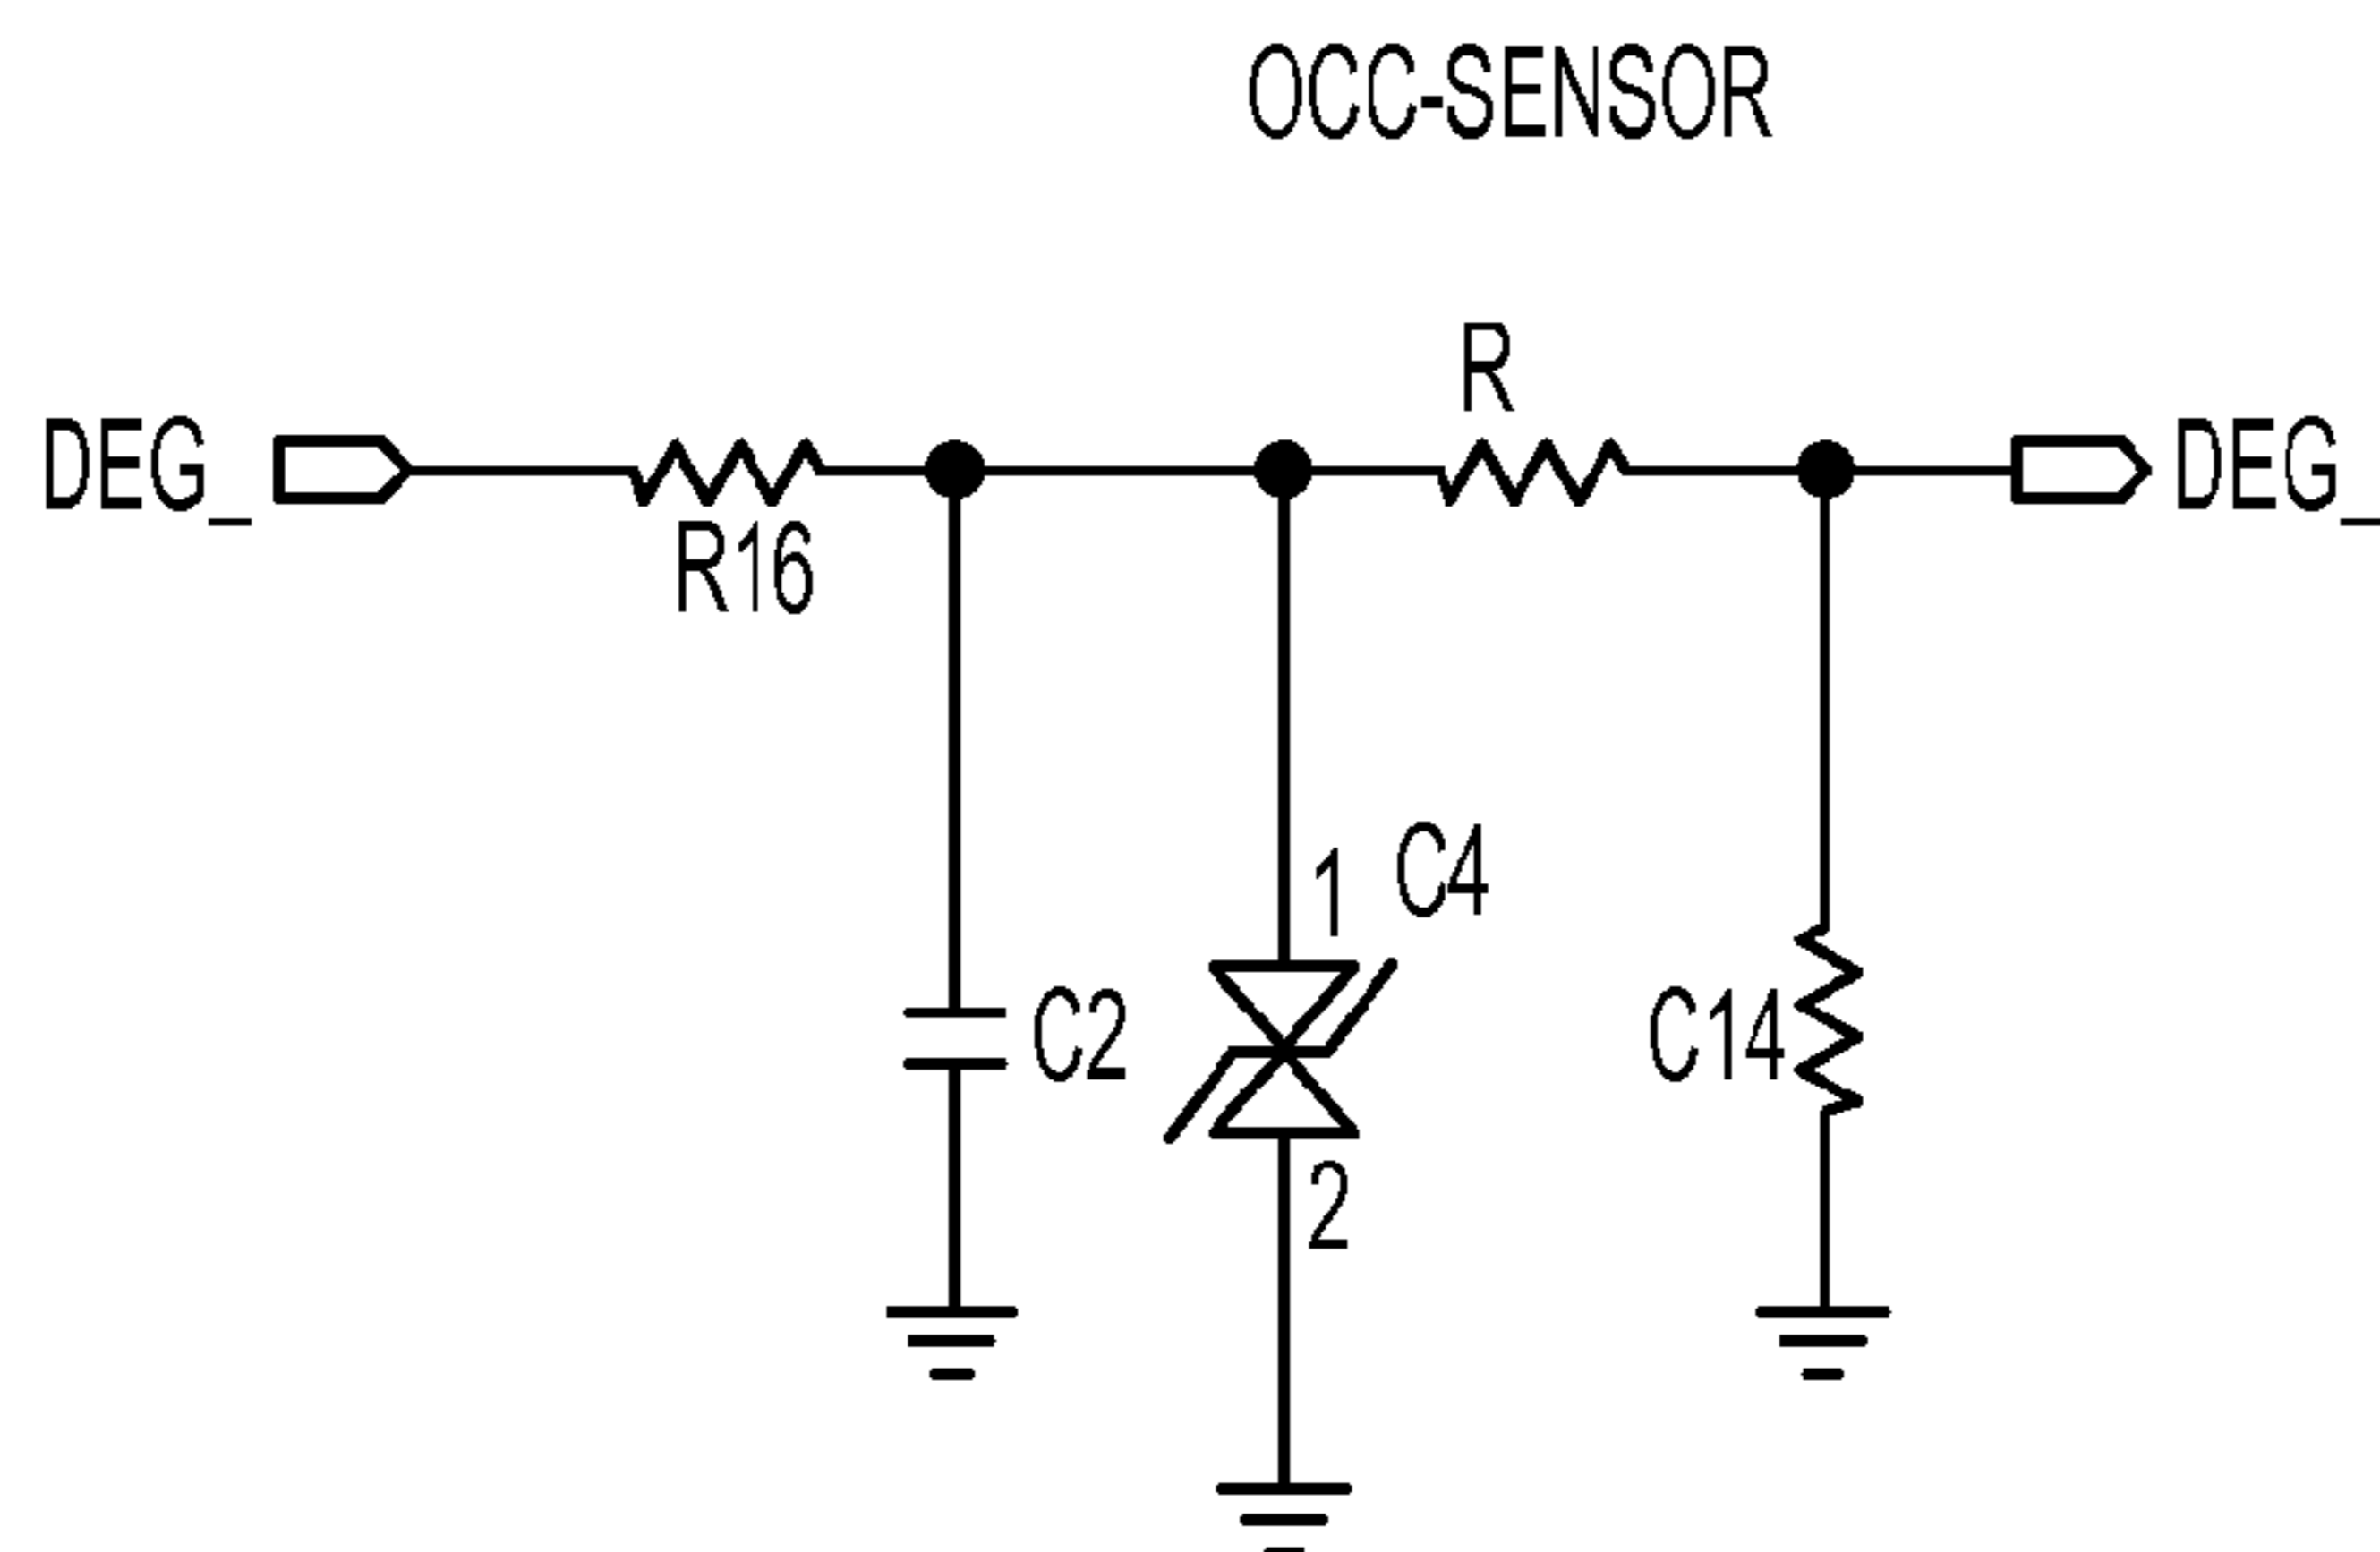 OCC-SENSOR
R
DEG_
DEG_
R16
1
C4
C2
C14
2